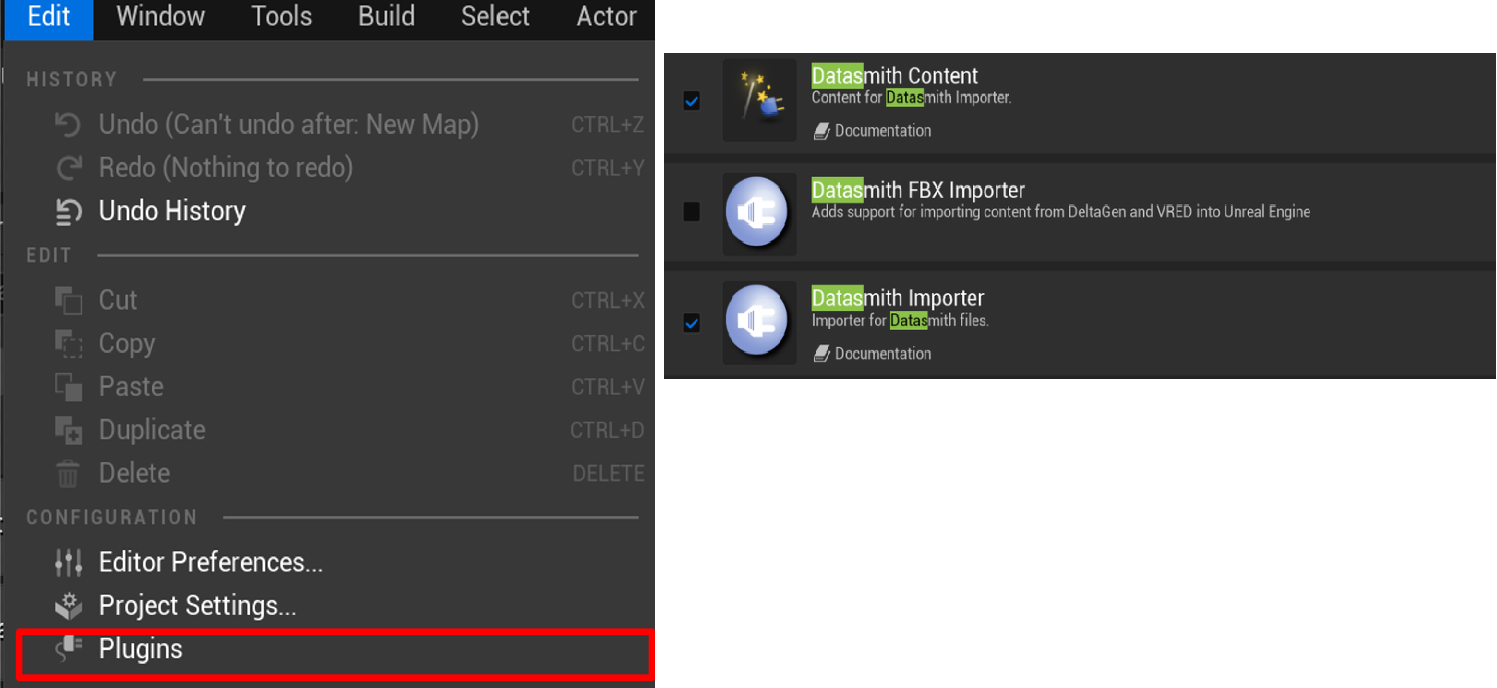 Edit Window Tools Build Select Actor
HISTORY
Undo (Can't undo after: New Map) CTRL+Z
Redo (Nothing to redo) CTRL+Y
Undo History
EDIT
Cut CTRL+X
Copy CTRL+C
Paste CTRL+V
Duplicate CTRL+D
Delete DELETE
CONFIGURATION
Editor Preferences...
Project Settings...
Plugins
Datasmith Content
Content for Datasmith Importer.
Documentation
Datasmith FBX Importer
Adds support for importing content from DeltaGen and VRED into Unreal Engine
Datasmith Importer
Importer for Datasmith files.
Documentation